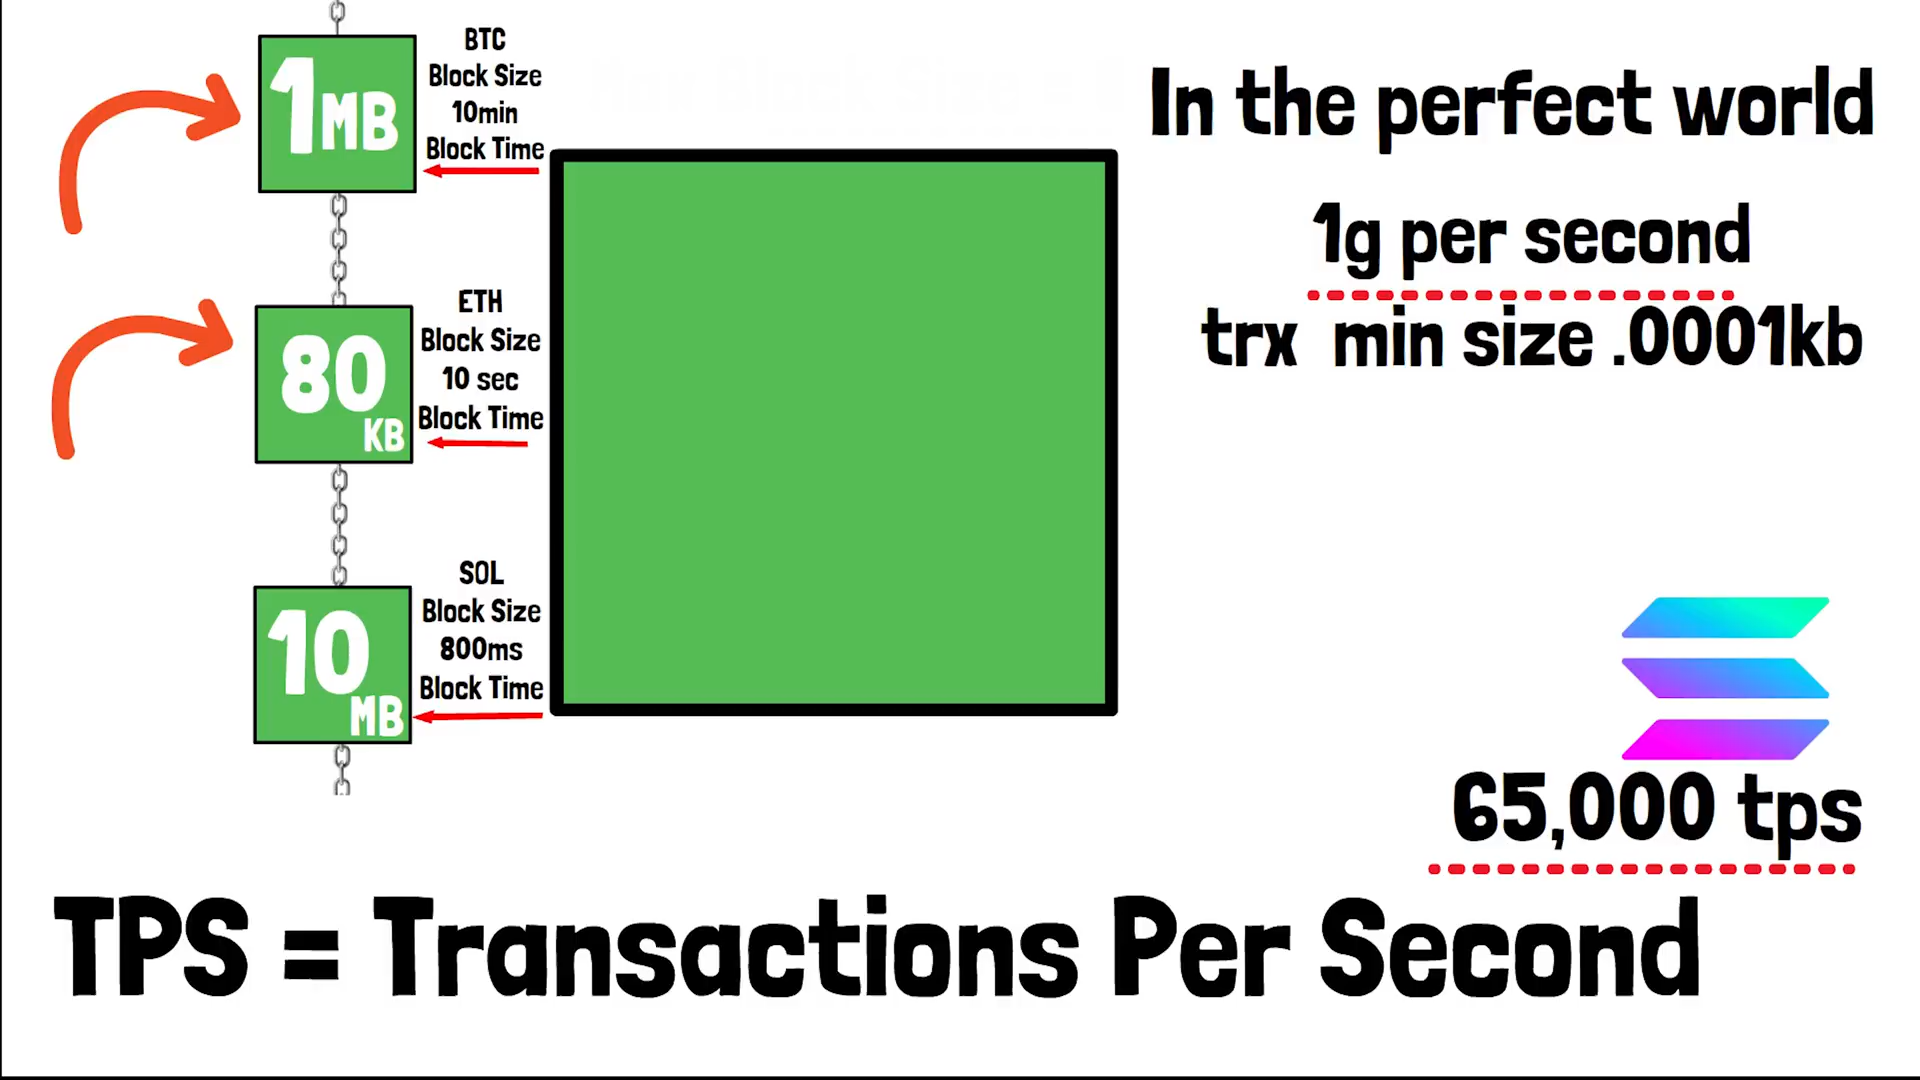 1MB
BTC
Block Size
10min
Block Time
80
KB
ETH
Block Size
10 sec
Block Time
10
MB
SOL
Block Size
800ms
Block Time
In the perfect world
1g per second
trx min size .0001kb
65,000 tps
TPS = Transactions Per Second